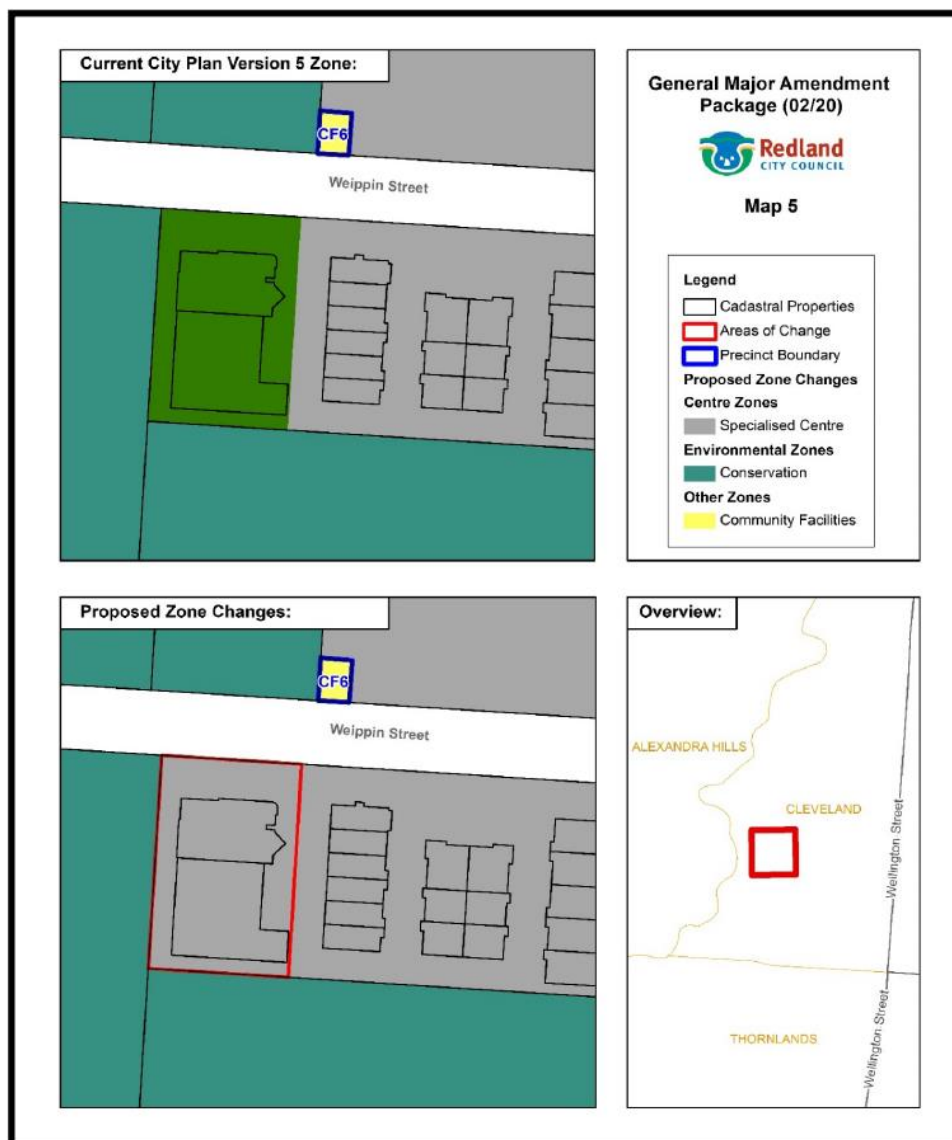 Current City Plan Version 5 Zone:
CF6
Weippin Street
General Major Amendment
Package (02/20)
Redland
CITY COUNCIL
Map 5
Legend
Cadastral Properties
Areas of Change
Precinct Boundary
Proposed Zone Changes
Centre Zones
Specialised Centre
Environmental Zones
Conservation
Other Zones
Community Facilities
Proposed Zone Changes:
CF6
Weippin Street
Overview:
ALEXANDRA HILLS
CLEVELAND
Wellington Street
THORNLANDS
Wellington Street